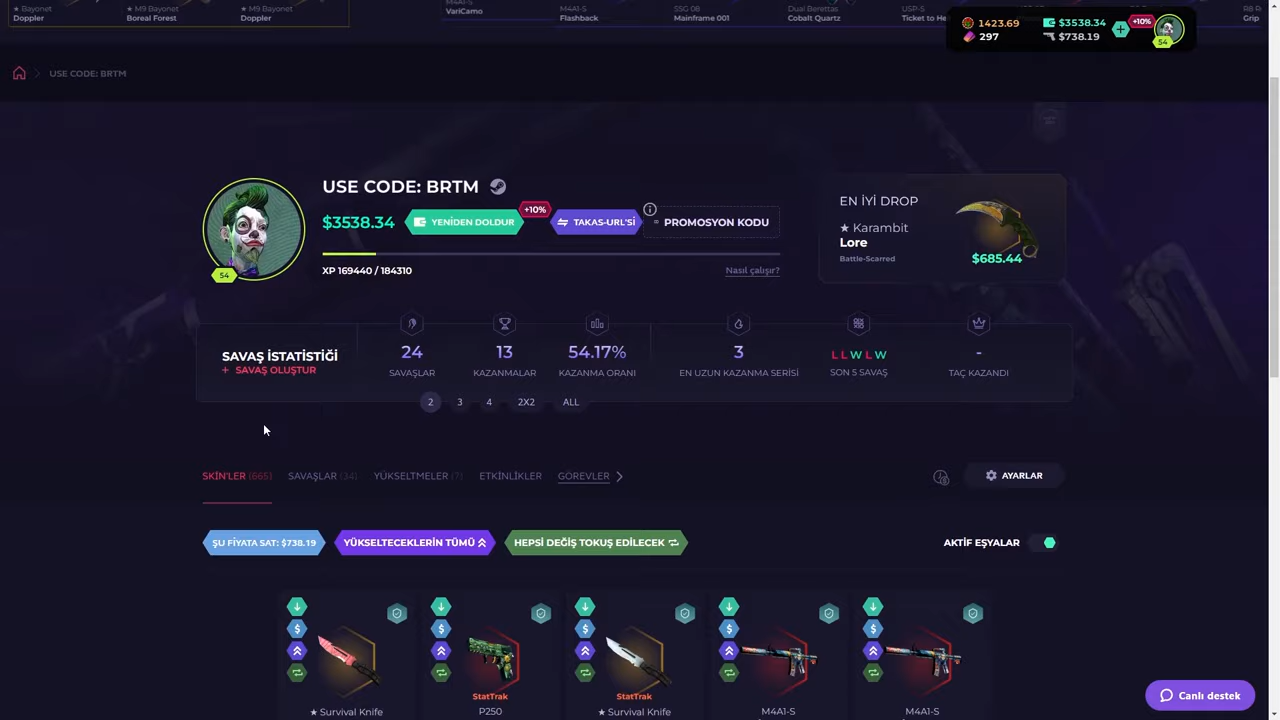 ★ Bayonet
Doppler
★ M9 Bayonet
Boreal Forest
★ M9 Bayonet
Doppler
M4A1-S
VariCamo
M4A1-S
Flashback
SSG 08
Mainframe 001
Dual Berettas
Cobalt Quartz
USP-S
Ticket to He
R8 R
Grip
1423.69
$3538.34
+10%
297
$738.19
54
USE CODE: BRTM
USE CODE: BRTM
$3538.34
YENİDEN DOLDUR
+10%
TAKAS-URL'Sİ
PROMOSYON KODU
54
XP 169440 / 184310
Nasıl çalışır?
EN İYİ DROP
★ Karambit
Lore
Battle-Scarred
$685.44
SAVAŞ İSTATİSTİĞİ
+ SAVAŞ OLUŞTUR
24
SAVAŞLAR
13
KAZANMALAR
54.17%
KAZANMA ORANI
3
EN UZUN KAZANMA SERİSİ
L L W L W
SON 5 SAVAŞ
-
TAÇ KAZANDI
2 3 4 2X2 ALL
SKİN'LER (665)
SAVAŞLAR (34)
YÜKSELTMELER (7)
ETKİNLİKLER
GÖREVLER
AYARLAR
ŞU FİYATA SAT: $738.19
YÜKSELTECEKLERİN TÜMÜ
HEPSİ DEĞİŞ TOKUŞ EDİLECEK
AKTİF EŞYALAR
★ Survival Knife
StatTrak
P250
StatTrak
★ Survival Knife
M4A1-S
M4A1-S
Canlı destek